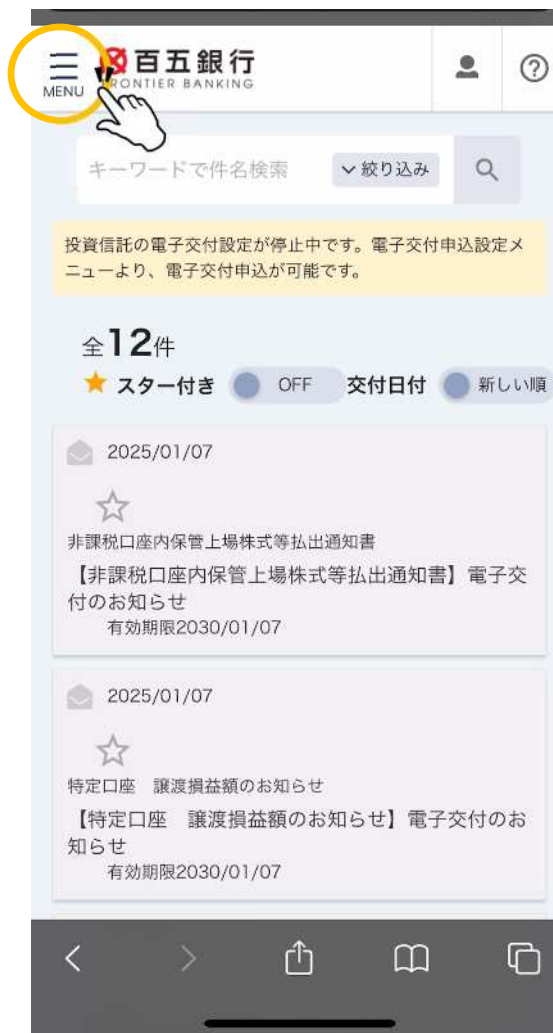 MENU
百五銀行
FRONTIER BANKING
キーワードで件名検索
絞り込み
投資信託の電子交付設定が停止中です。電子交付申込設定メ
ニューより、電子交付申込が可能です。
全12件
スター付き OFF 交付日付 新しい順
2025/01/07
非課税口座内保管上場株式等払出通知書
【非課税口座内保管上場株式等払出通知書】電子交
付のお知らせ
有効期限2030/01/07
2025/01/07
特定口座 譲渡損益額のお知らせ
【特定口座 譲渡損益額のお知らせ】電子交付のお
知らせ
有効期限2030/01/07